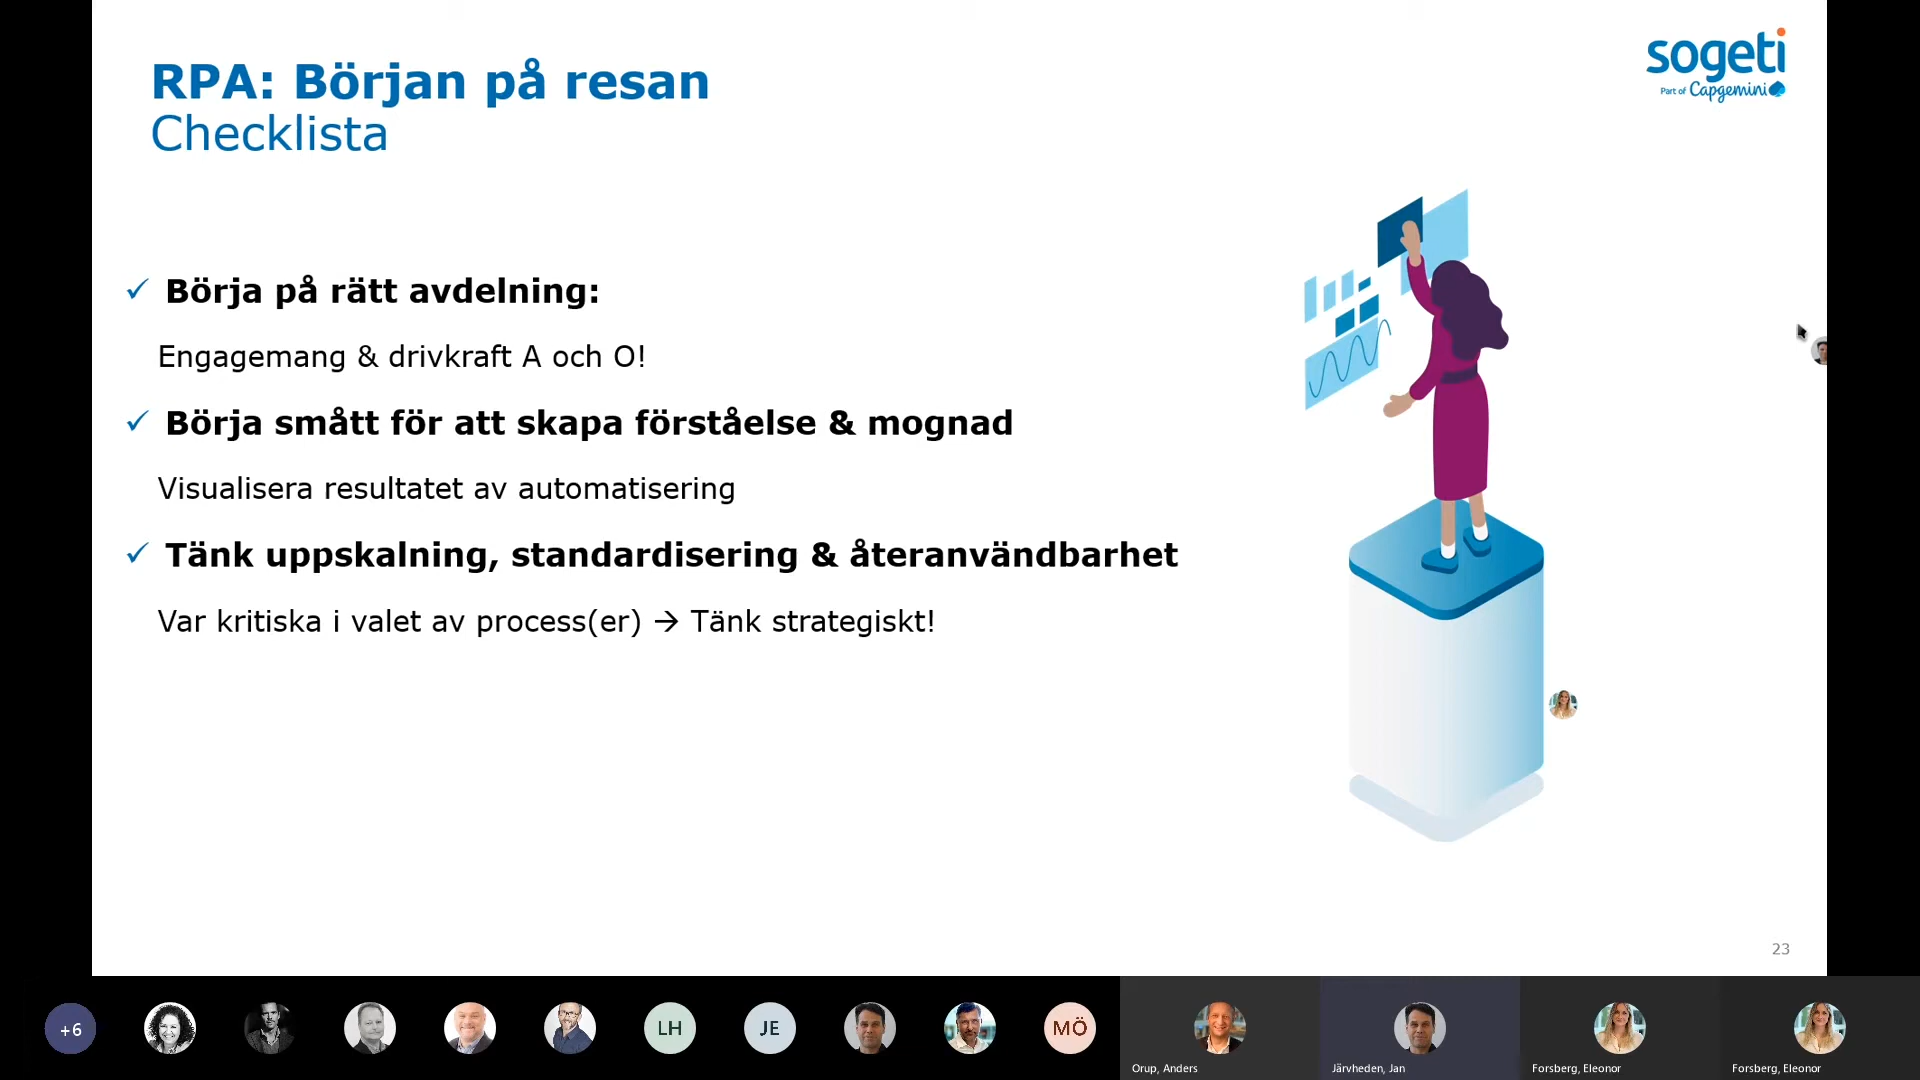 RPA: Början på resan
Checklista
sogeti
Part of Capgemini
✓ Börja på rätt avdelning:
Engagemang & drivkraft A och O!
✓ Börja smått för att skapa förståelse & mognad
Visualisera resultatet av automatisering
✓ Tänk uppskalning, standardisering & återanvändbarhet
Var kritiska i valet av process(er) → Tänk strategiskt!
23
+6
LH
JE
MÖ
Orup, Anders
Järvheden, Jan
Forsberg, Eleonor
Forsberg, Eleonor